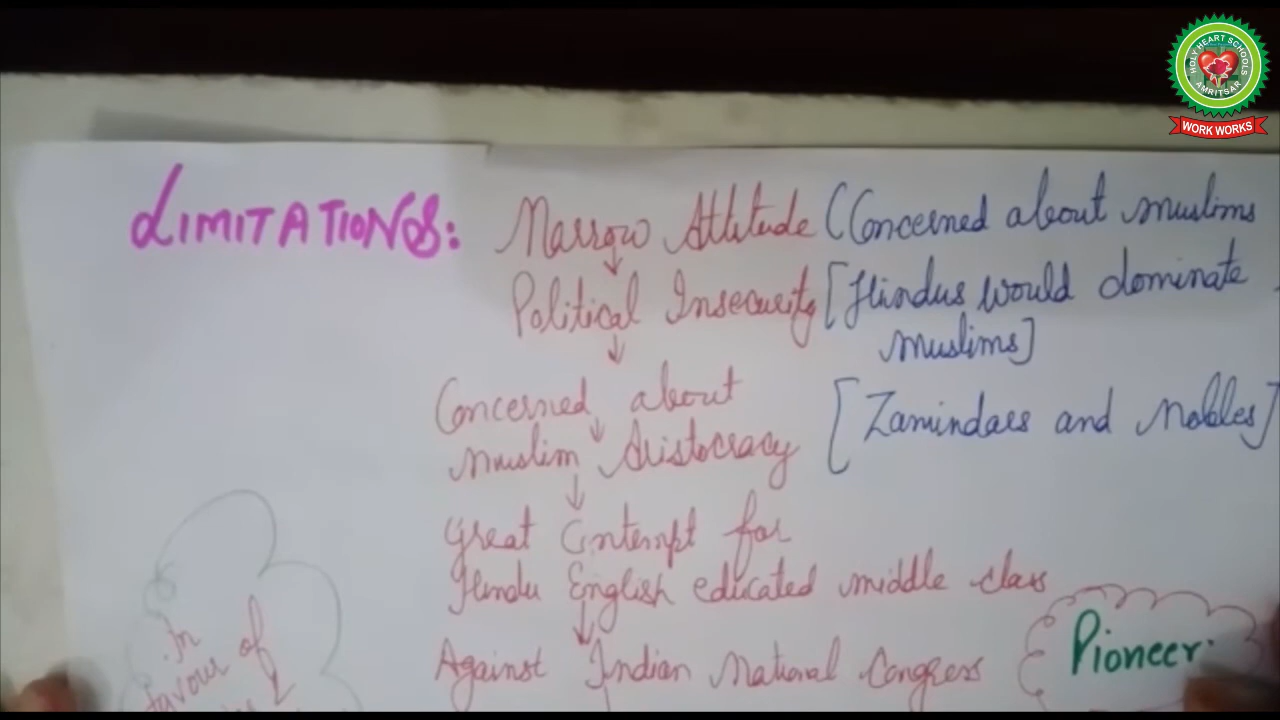 HOLY HEART SCHOOLS
AMRITSAR
WORK WORKS
LIMITATIONS:
Narrow Attitude (Concerned about muslims
Political Insecurity [Hindus would dominate
muslims]
Concerned about
muslim Aristocracy [Zamindars and Nobles]
Great Contempt for
Hindu English educated middle class
Against Indian National Congress
Pioneer
In
favour of